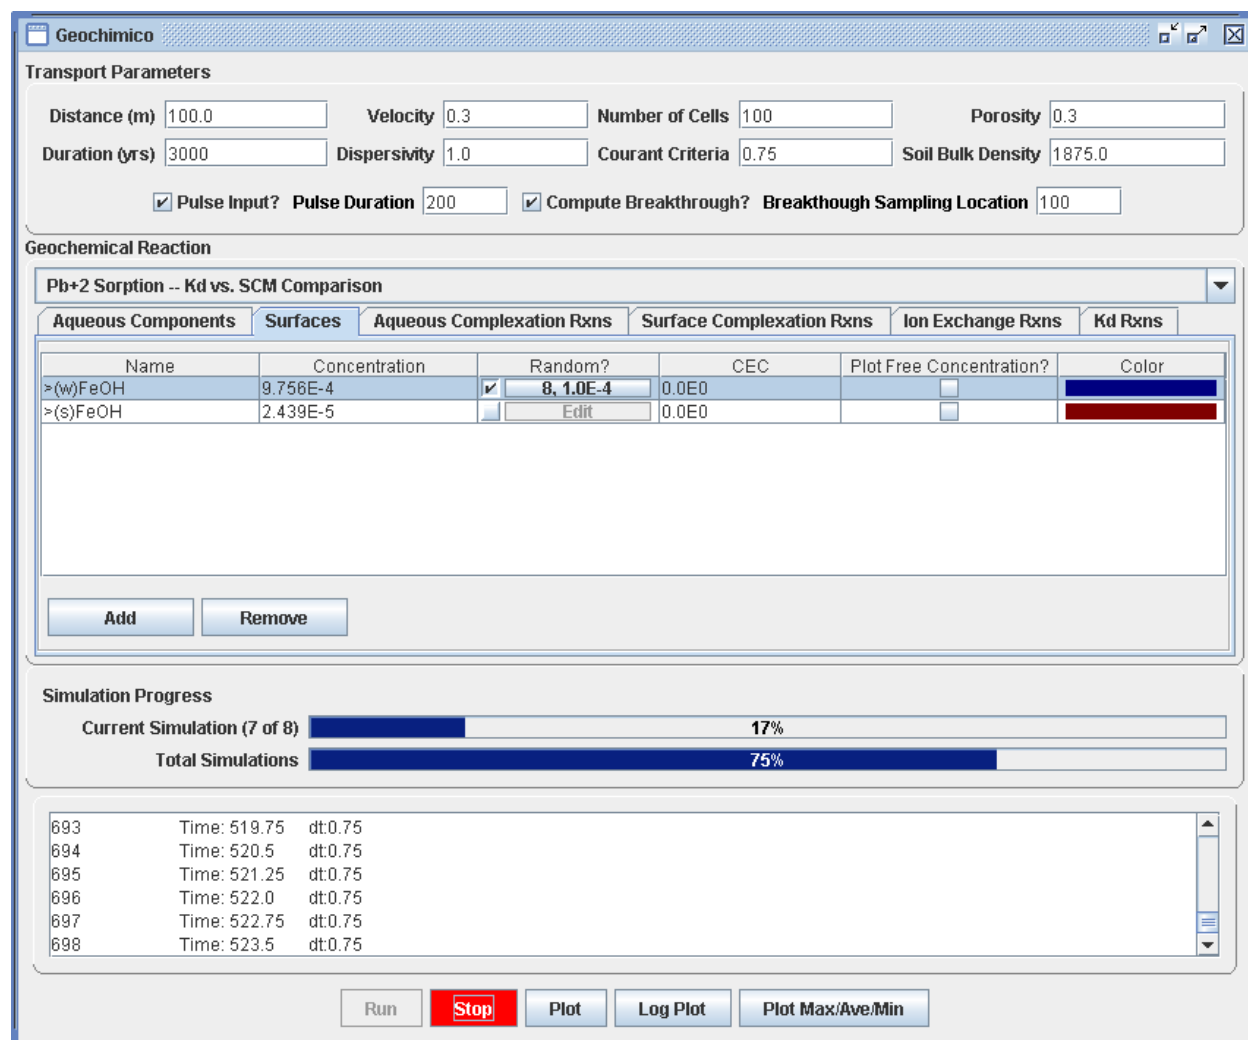 Geochimico
Transport Parameters
Distance (m) 100.0 Velocity 0.3 Number of Cells 100 Porosity 0.3
Duration (yrs) 3000 Dispersivity 1.0 Courant Criteria 0.75 Soil Bulk Density 1875.0
Pulse Input? Pulse Duration 200 Compute Breakthrough? Breakthough Sampling Location 100
Geochemical Reaction
Pb+2 Sorption -- Kd vs. SCM Comparison
Aqueous Components Surfaces Aqueous Complexation Rxns Surface Complexation Rxns Ion Exchange Rxns Kd Rxns
Name Concentration Random? CEC Plot Free Concentration? Color
>(w)FeOH 9.756E-4 8, 1.0E-4 0.0E0
>(s)FeOH 2.439E-5 Edit 0.0E0
Add Remove
Simulation Progress
Current Simulation (7 of 8) 17%
Total Simulations 75%
693 Time: 519.75 dt:0.75
694 Time: 520.5 dt:0.75
695 Time: 521.25 dt:0.75
696 Time: 522.0 dt:0.75
697 Time: 522.75 dt:0.75
698 Time: 523.5 dt:0.75
Run Stop Plot Log Plot Plot Max/Ave/Min